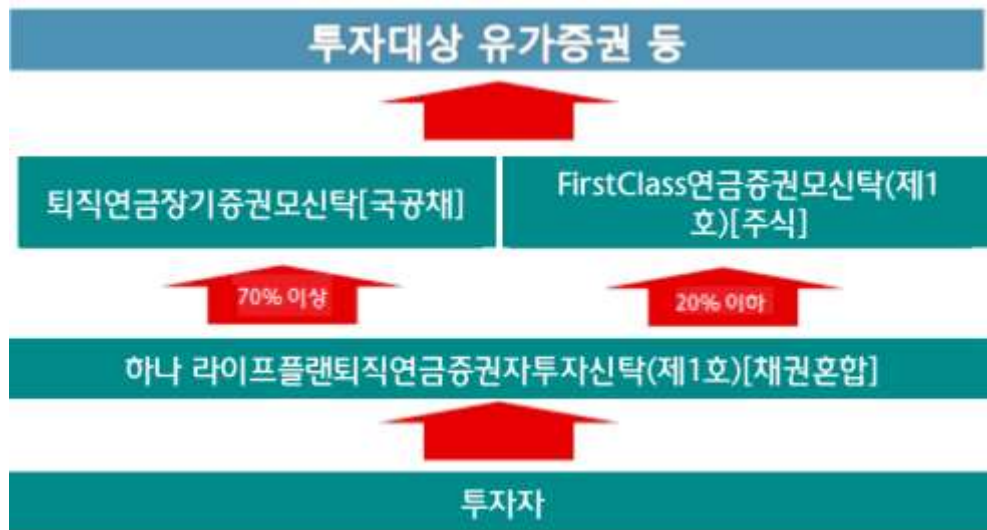 투자대상 유가증권 등
퇴직연금장기증권모신탁[국공채]
FirstClass연금증권모신탁(제1
호)[주식]
70% 이상
20% 이하
하나 라이프플랜퇴직연금증권자투자신탁(제1호)[채권혼합]
투자자